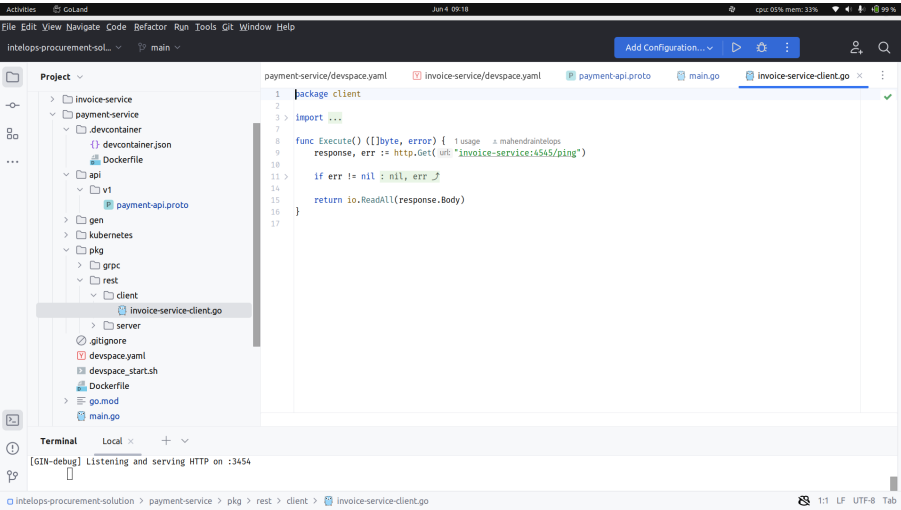 Activities GoLand Jun 4 09:18 cpu: 05% mem: 33% 99 %
File Edit View Navigate Code Refactor Run Tools Git Window Help
intelops-procurement-sol... main Add Configuration...
Project
payment-service/devspace.yaml invoice-service/devspace.yaml payment-api.proto main.go invoice-service-client.go
invoice-service
payment-service
.devcontainer
devcontainer.json
Dockerfile
api
v1
payment-api.proto
gen
kubernetes
pkg
grpc
rest
client
invoice-service-client.go
server
.gitignore
devspace.yaml
devspace_start.sh
Dockerfile
go.mod
main.go
1 package client
2
3 import ...
7
8 func Execute() ([]byte, error) { 1 usage mahendraintelops
9 response, err := http.Get( url: "invoice-service:4545/ping")
10
11 if err != nil : nil, err
14
15 return io.ReadAll(response.Body)
16 }
17
Terminal Local
[GIN-debug] Listening and serving HTTP on :3454
intelops-procurement-solution > payment-service > pkg > rest > client > invoice-service-client.go 1:1 LF UTF-8 Tab